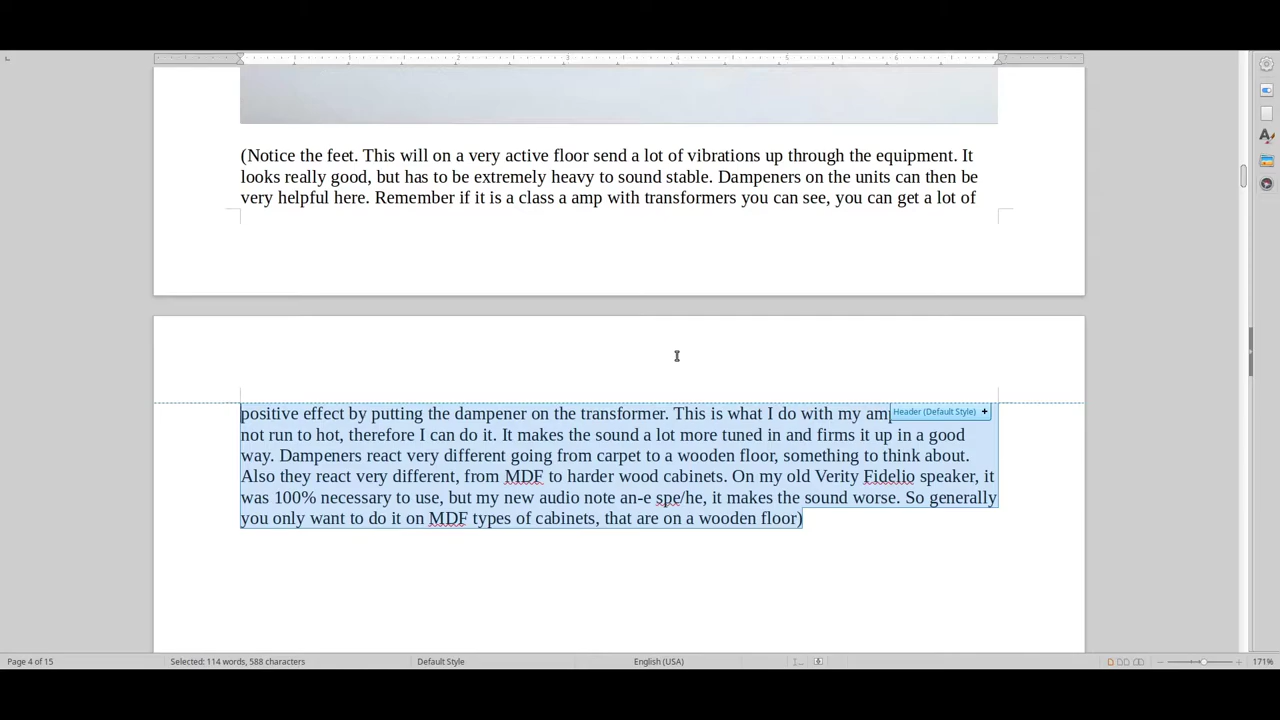 (Notice the feet. This will on a very active floor send a lot of vibrations up through the equipment. It
looks really good, but has to be extremely heavy to sound stable. Dampeners on the units can then be
very helpful here. Remember if it is a class a amp with transformers you can see, you can get a lot of
positive effect by putting the dampener on the transformer. This is what I do with my
Header (Default Style) +
not run to hot, therefore I can do it. It makes the sound a lot more tuned in and firms it up in a good
way. Dampeners react very different going from carpet to a wooden floor, something to think about.
Also they react very different, from MDF to harder wood cabinets. On my old Verity Fidelio speaker, it
was 100% necessary to use, but my new audio note an-e spe/he, it makes the sound worse. So generally
you only want to do it on MDF types of cabinets, that are on a wooden floor)
Page 4 of 15 Selected: 114 words, 588 characters Default Style English (USA) 171%